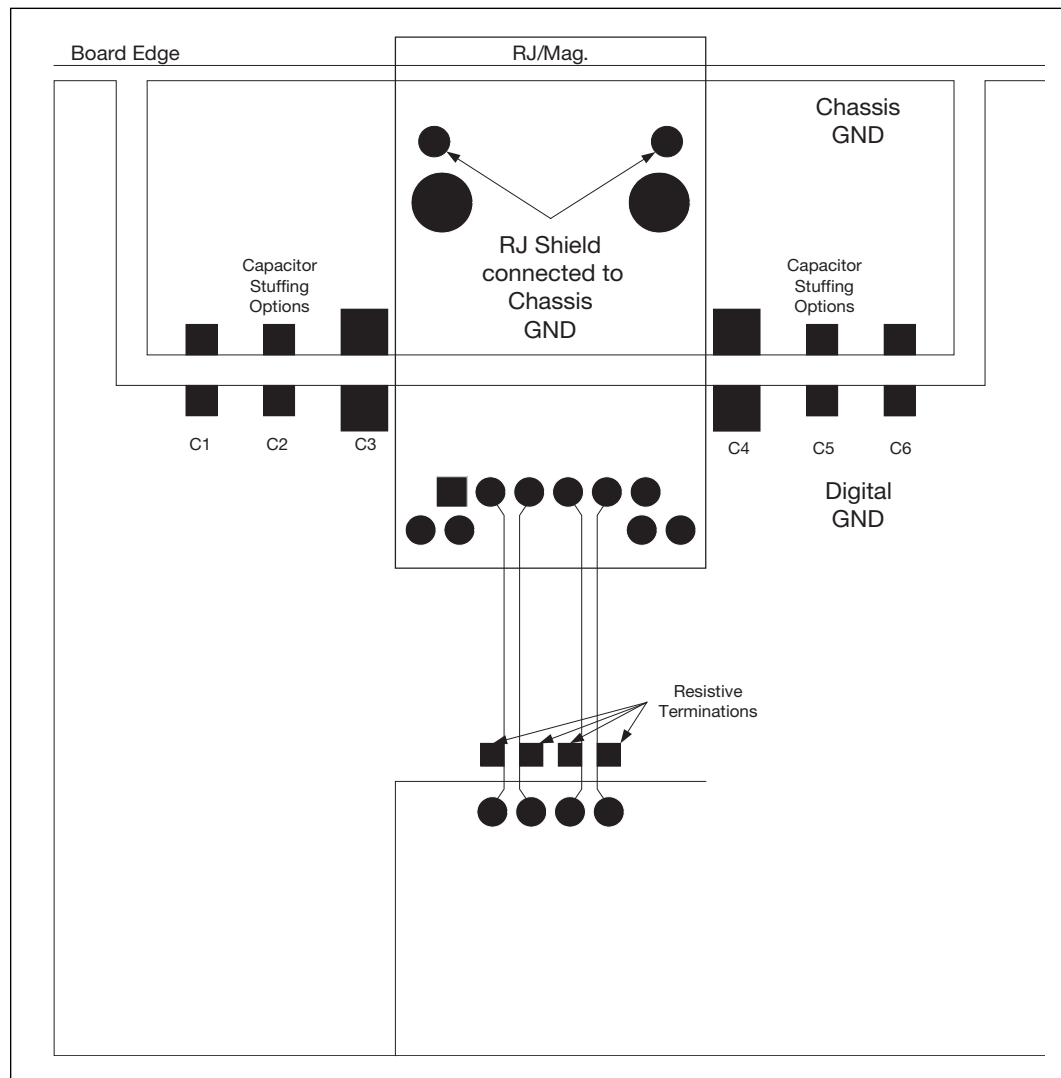 Board Edge
RJ/Mag.
Chassis
GND
RJ Shield
connected to
Chassis
GND
Capacitor
Stuffing
Options
Capacitor
Stuffing
Options
C1
C2
C3
C4
C5
C6
Digital
GND
Resistive
Terminations